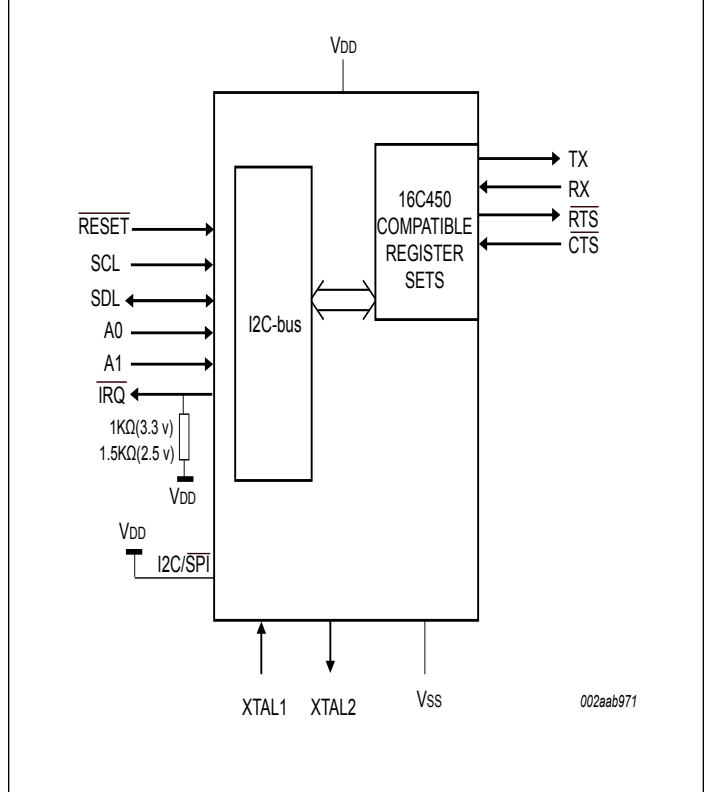 VDD
RESET
SCL
SDL
A0
A1
IRQ
1KΩ(3.3 v)
1.5KΩ(2.5 v)
VDD
VDD
I2C/SPI
I2C-bus
16C450
COMPATIBLE
REGISTER
SETS
TX
RX
RTS
CTS
XTAL1
XTAL2
VSS
002aab971